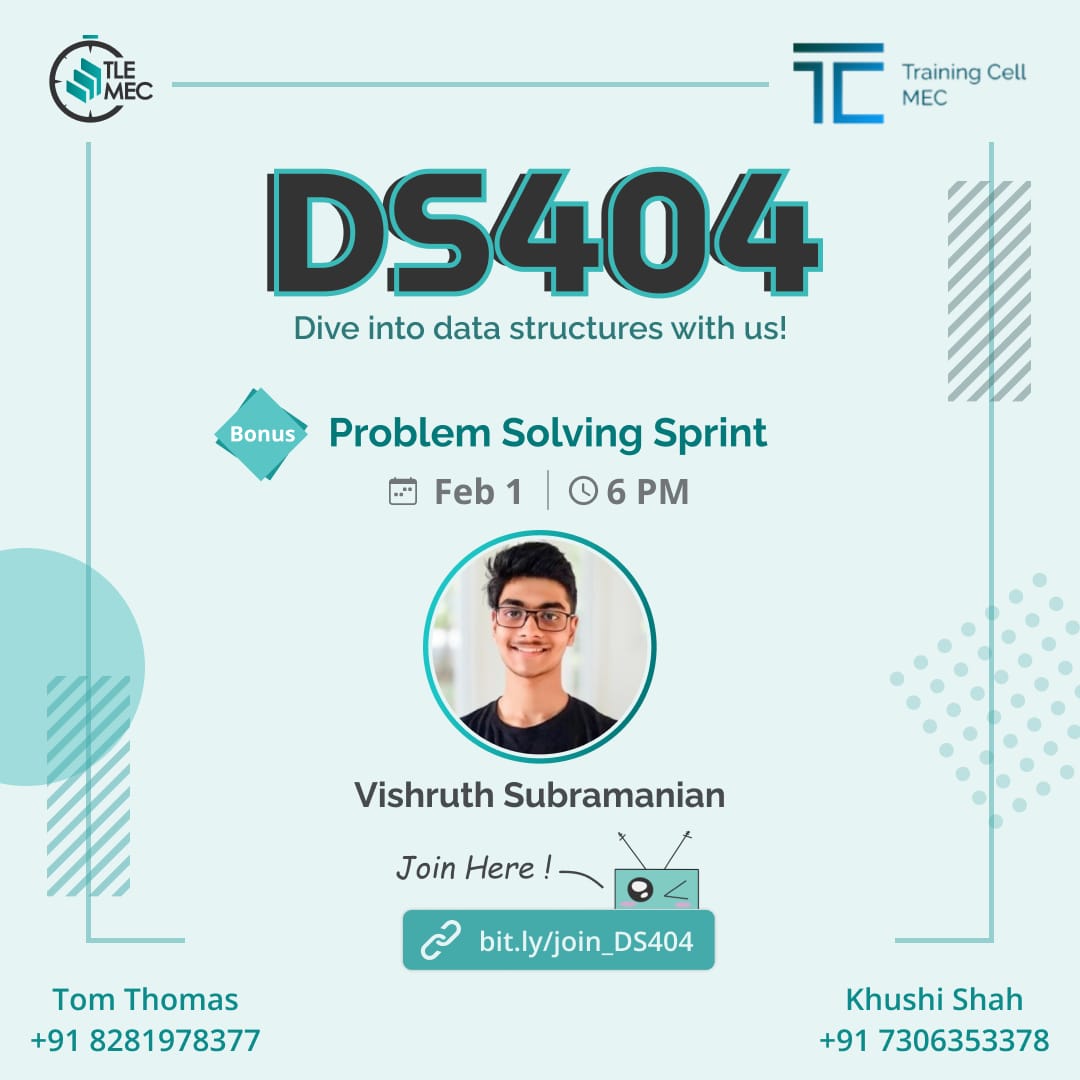 TLE
MEC
Training Cell
MEC
DS404
Dive into data structures with us!
Bonus
Problem Solving Sprint
Feb 1
6 PM
Vishruth Subramanian
Join Here !
bit.ly/join_DS404
Tom Thomas
+91 8281978377
Khushi Shah
+91 7306353378